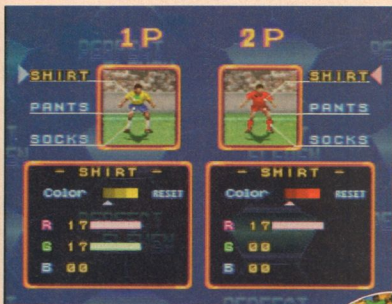 1P 2P
SHIRT SHIRT
PANTS PANTS
SOCKS SOCKS
- SHIRT - - SHIRT -
Color RESET Color RESET
R 17 R 17
G 17 G 00
B 00 B 00